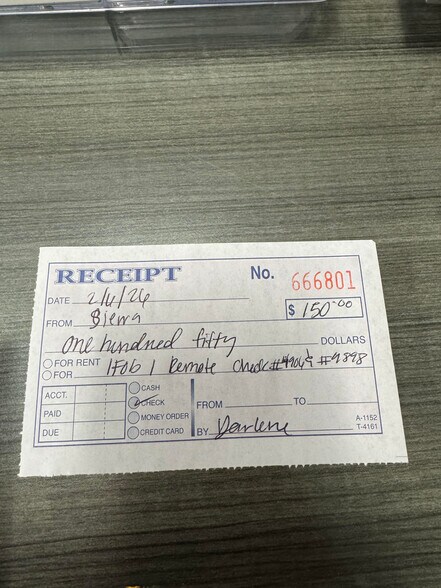 RECEIPT No. 666801
DATE 2/6/26 $ 150.00
FROM Sierra
One hundred fifty DOLLARS
FOR RENT
FOR 1 fob 1 Remote Check # & #9898
ACCT. CASH
PAID CHECK FROM TO
MONEY ORDER A-1152
DUE CREDIT CARD BY Darlene T-4161